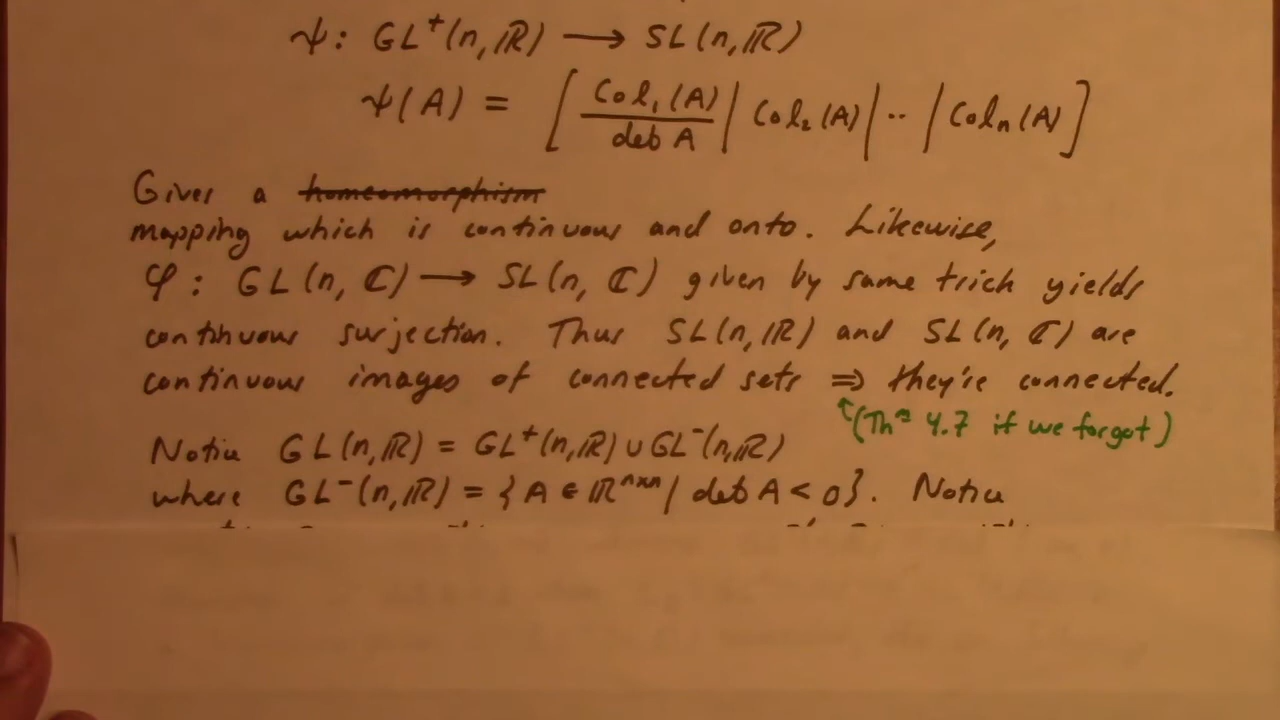 ψ: GL⁺(n,ℝ) ⟶ SL(n,ℝ)
ψ(A) = [ Col₁(A)/det A | Col₂(A) | ·· | Colₙ(A) ]
Gives a ~~homeomorphism~~
mapping which is continuous and onto. Likewise,
φ: GL(n, ℂ) ⟶ SL(n, ℂ) given by same trick yields
continuous surjection. Thus SL(n,ℝ) and SL(n, ℂ) are
continuous images of connected sets ⇒ they're connected.
↖(Thᵐ 4.7 if we forgot)
Notice GL(n,ℝ) = GL⁺(n,ℝ) ∪ GL⁻(n,ℝ)
where GL⁻(n,ℝ) = {A ∈ ℝⁿˣⁿ | det A < 0}. Notice